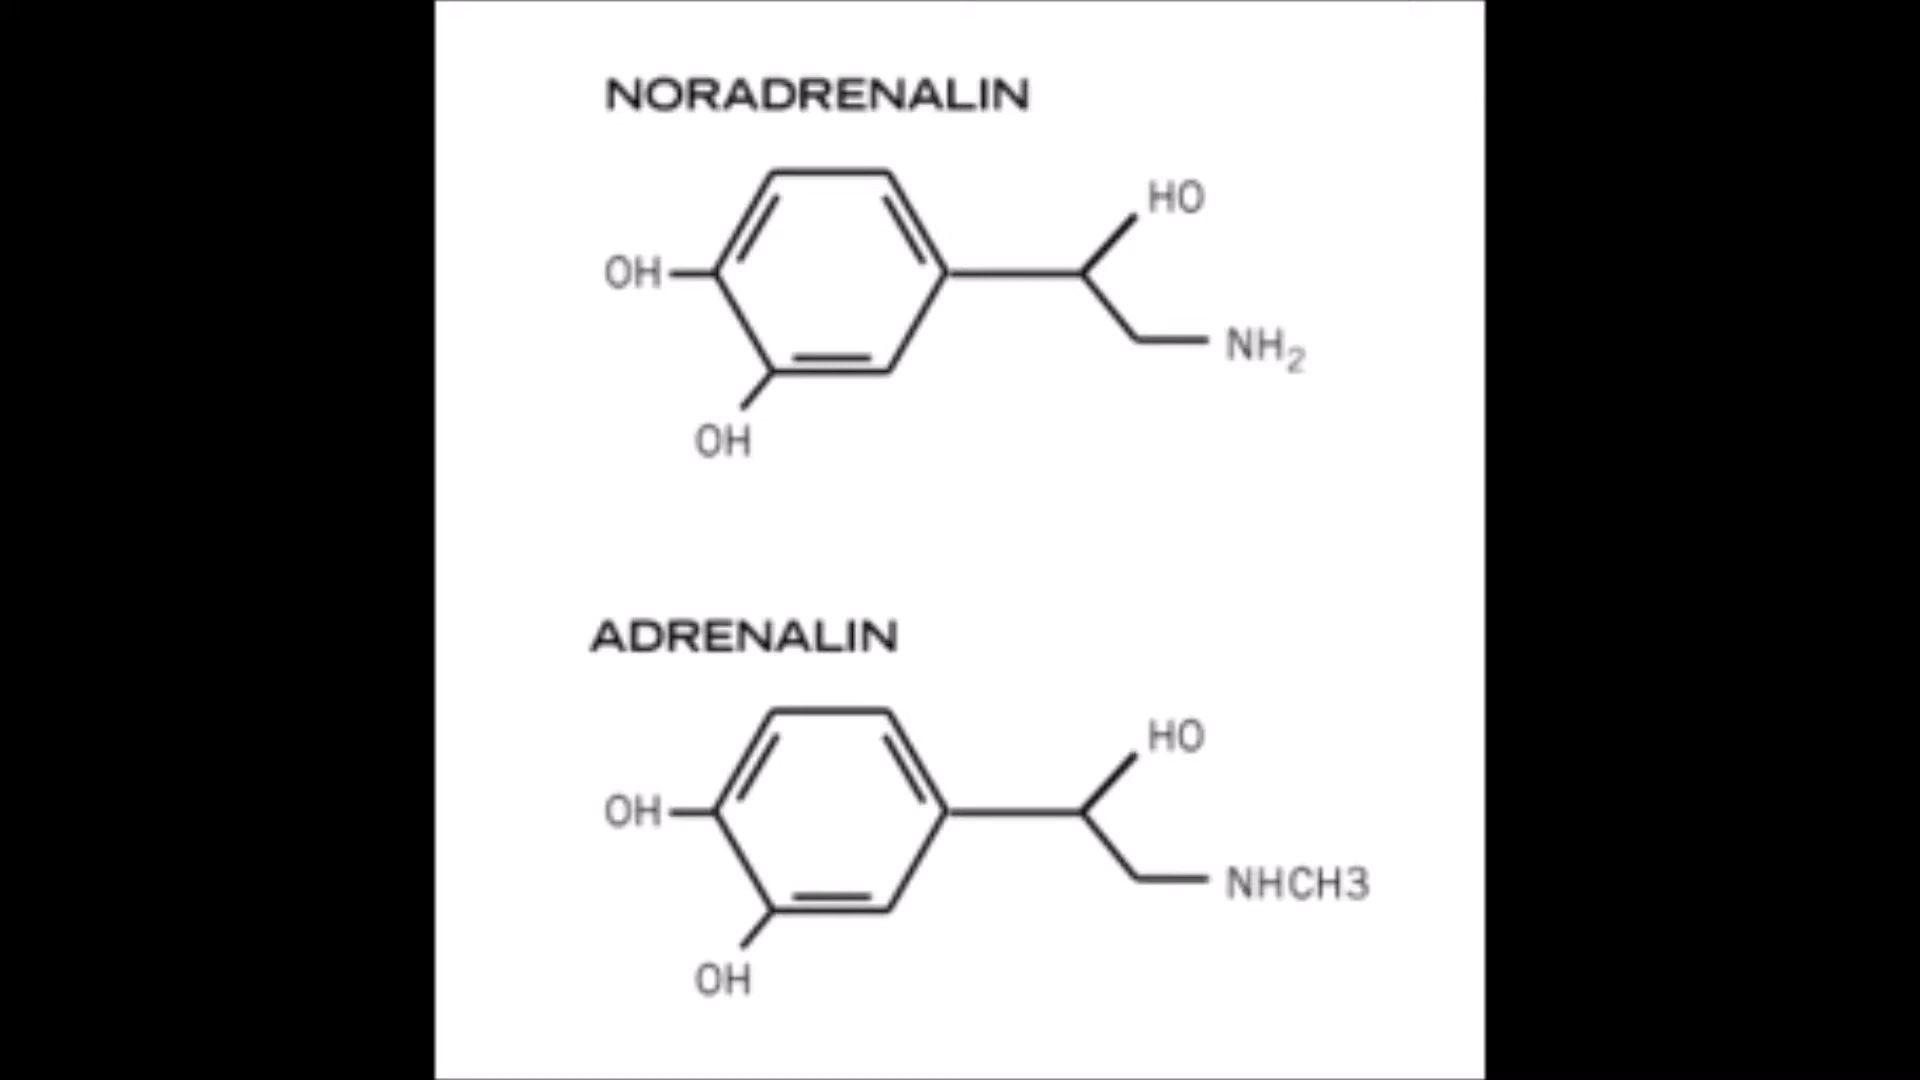 NORADRENALIN
HO
OH
NH₂
OH
ADRENALIN
HO
OH
NHCH3
OH